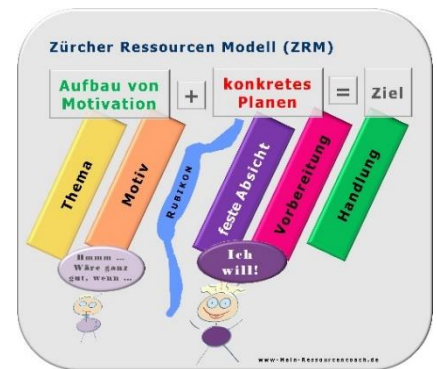 Zürcher Ressourcen Modell (ZRM)
Aufbau von
Motivation
+
konkretes
Planen
=
Ziel
Thema
Motiv
RUBIKON
feste Absicht
Vorbereitung
Handlung
Hmmm ...
Wäre ganz
gut, wenn ...
Ich
will!
www-Mein-Ressourcencoach.de